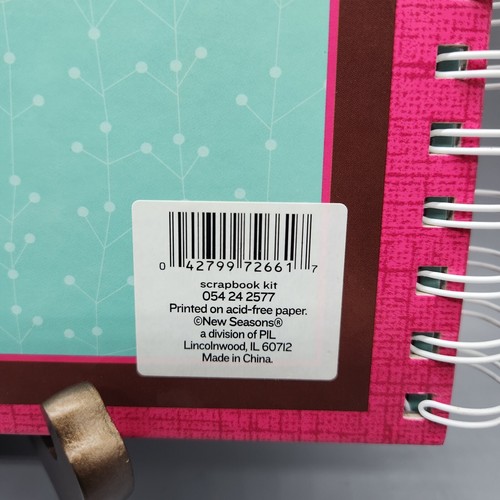 0 42799 72661 7
scrapbook kit
054 24 2577
Printed on acid-free paper.
©New Seasons®
a division of PIL
Lincolnwood, IL 60712
Made in China.